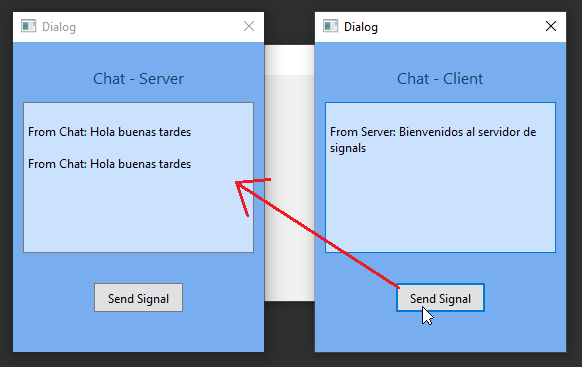 Dialog
Chat - Server
From Chat: Hola buenas tardes
From Chat: Hola buenas tardes
Send Signal
Dialog
Chat - Client
From Server: Bienvenidos al servidor de
signals
Send Signal